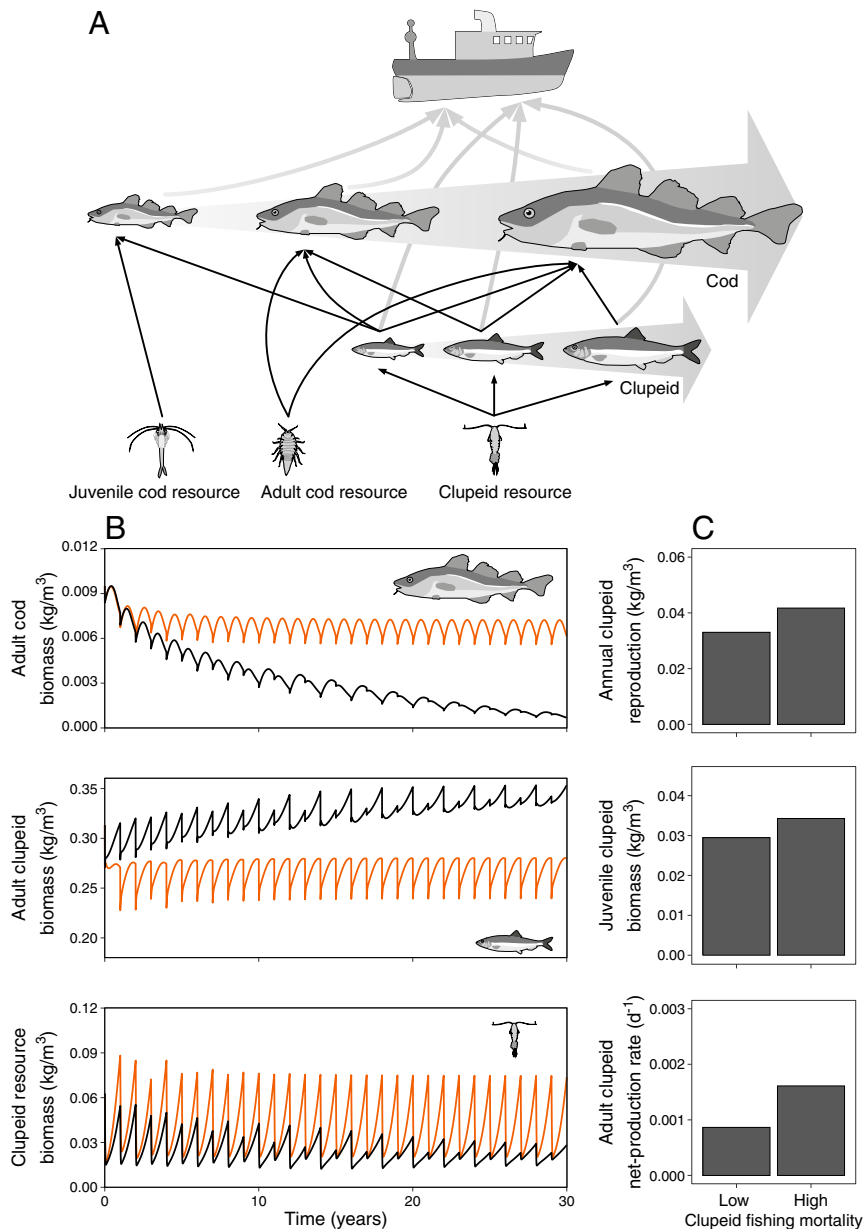 A
Cod
Clupeid
Juvenile cod resource
Adult cod resource
Clupeid resource
B
Adult cod
biomass (kg/m³)
0.012
0.009
0.006
0.003
0.000
Adult clupeid
biomass (kg/m³)
0.35
0.30
0.25
0.20
Clupeid resource
biomass (kg/m³)
0.12
0.09
0.06
0.03
0.00
0
10
20
30
Time (years)
C
Annual clupeid
reproduction (kg/m³)
0.06
0.04
0.02
0.00
Juvenile clupeid
biomass (kg/m³)
0.04
0.03
0.02
0.01
0.00
Adult clupeid
net-production rate (d⁻¹)
0.003
0.002
0.001
0.000
Low
High
Clupeid fishing mortality